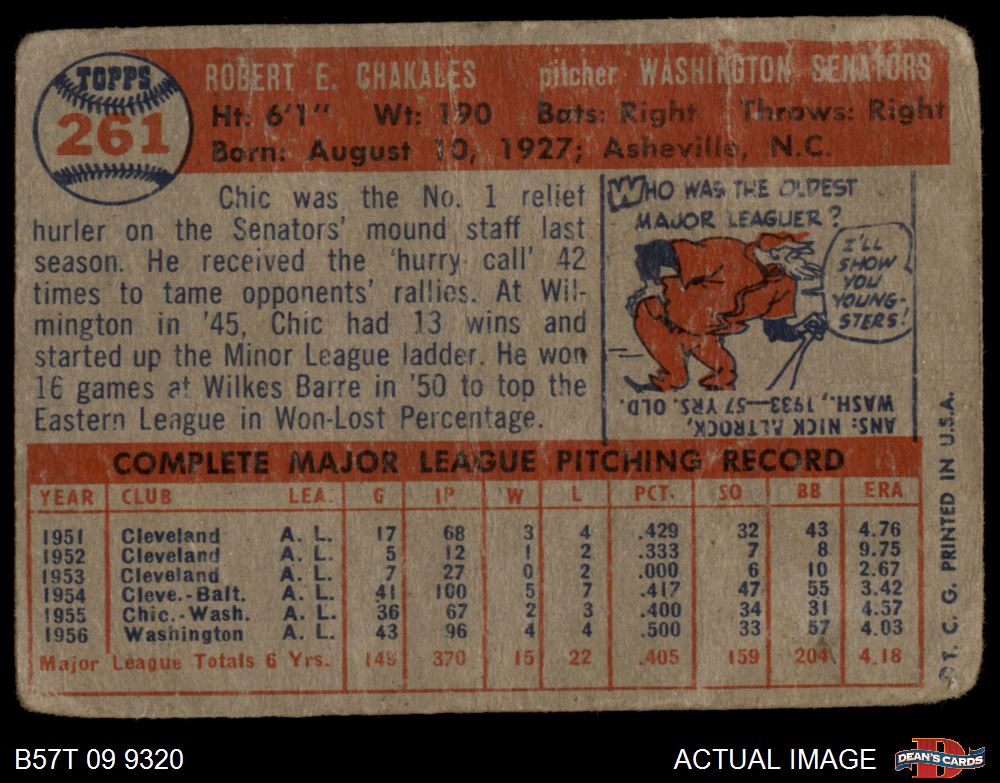 TOPPS
261
ROBERT E. CHAKALES pitcher WASHINGTON SENATORS
Ht: 6'1" Wt: 190 Bats: Right Throws: Right
Born: August 10, 1927; Asheville, N.C.
Chic was the No. 1 relief
hurler on the Senators' mound staff last
season. He received the 'hurry call' 42
times to tame opponents' rallies. At Wil-
mington in '45, Chic had 13 wins and
started up the Minor League ladder. He won
16 games at Wilkes Barre in '50 to top the
Eastern League in Won-Lost Percentage.
WHO WAS THE OLDEST
MAJOR LEAGUER?
I'LL
SHOW
YOU
YOUNG-
STERS!
ANS: NICK ALTROCK,
WASH., 1933—57 YRS. OLD.
COMPLETE MAJOR LEAGUE PITCHING RECORD
YEAR CLUB LEA. G IP W L PCT. SO BB ERA
1951 Cleveland A. L. 17 68 3 4 .429 32 43 4.76
1952 Cleveland A. L. 5 12 1 2 .333 7 8 9.75
1953 Cleveland A. L. 7 27 0 2 .000 6 10 2.67
1954 Cleve.-Balt. A. L. 41 100 5 7 .417 47 55 3.42
1955 Chic.-Wash. A. L. 36 67 2 3 .400 34 31 4.57
1956 Washington A. L. 43 96 4 4 .500 33 57 4.03
Major League Totals 6 Yrs. 149 370 15 22 .405 159 204 4.18
©T. C. G. PRINTED IN U.S.A.
B57T 09 9320
ACTUAL IMAGE
D
DEAN'S CARDS